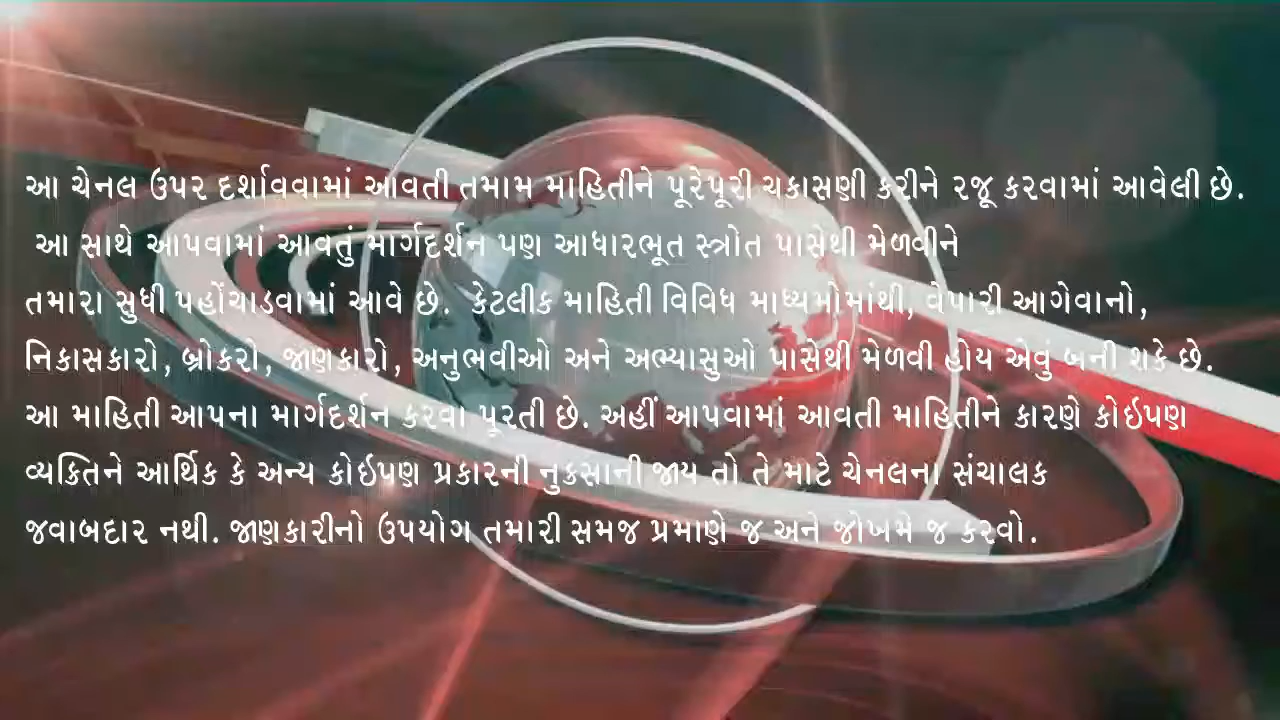 આ ચેનલ ઉપર દર્શાવવામાં આવતી તમામ માહિતીને પૂરેપૂરી ચકાસણી કરીને રજૂ કરવામાં આવેલી છે.
આ સાથે આપવામાં આવતું માર્ગદર્શન પણ આધારભૂત સ્ત્રોત પાસેથી મેળવીને
તમારા સુધી પહોંચાડવામાં આવે છે. કેટલીક માહિતી વિવિધ માધ્યમોમાંથી, વેપારી આગેવાનો,
નિકાસકારો, બ્રોકરો, જાણકારો, અનુભવીઓ અને અભ્યાસુઓ પાસેથી મેળવી હોય એવું બની શકે છે.
આ માહિતી આપના માર્ગદર્શન કરવા પૂરતી છે. અહીં આપવામાં આવતી માહિતીને કારણે કોઇપણ
વ્યકિતને આર્થિક કે અન્ય કોઇપણ પ્રકારની નુકસાની જાય તો તે માટે ચેનલના સંચાલક
જવાબદાર નથી. જાણકારીનો ઉપયોગ તમારી સમજ પ્રમાણે જ અને જોખમે જ કરવો.